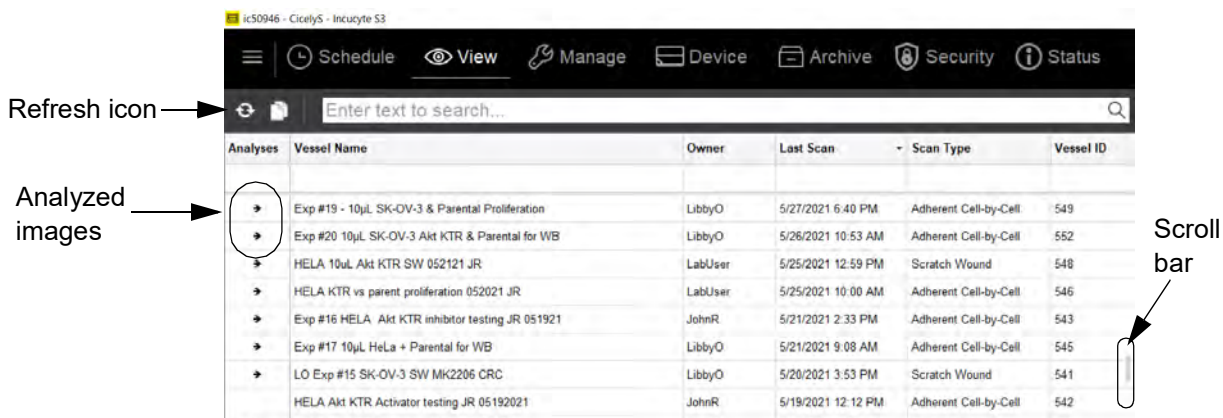 ic50946 - CicelyS - Incucyte S3
Schedule View Manage Device Archive Security Status
Refresh icon
Enter text to search...
Analyses Vessel Name Owner Last Scan Scan Type Vessel ID
Analyzed images
Exp #19 - 10µL SK-OV-3 & Parental Proliferation LibbyO 5/27/2021 6:40 PM Adherent Cell-by-Cell 549
Exp #20 10µL SK-OV-3 Akt KTR & Parental for WB LibbyO 5/26/2021 10:53 AM Adherent Cell-by-Cell 552
Scroll bar
HELA 10uL Akt KTR SW 052121 JR LabUser 5/25/2021 12:59 PM Scratch Wound 548
HELA KTR vs parent proliferation 052021 JR LabUser 5/25/2021 10:00 AM Adherent Cell-by-Cell 546
Exp #16 HELA Akt KTR inhibitor testing JR 051921 JohnR 5/21/2021 2:33 PM Adherent Cell-by-Cell 543
Exp #17 10µL HeLa + Parental for WB LibbyO 5/21/2021 9:08 AM Adherent Cell-by-Cell 545
LO Exp #15 SK-OV-3 SW MK2206 CRC LibbyO 5/20/2021 3:53 PM Scratch Wound 541
HELA Akt KTR Activator testing JR 05192021 JohnR 5/19/2021 12:12 PM Adherent Cell-by-Cell 542